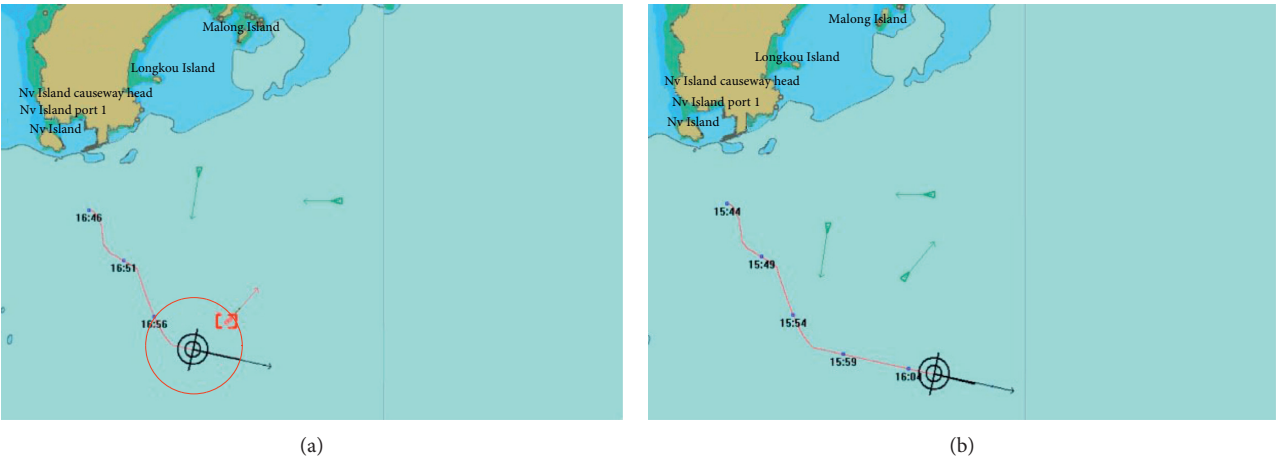 Malong Island
Longkou Island
Nv Island causeway head
Nv Island port 1
Nv Island
16:46
16:51
16:56
(a)
Malong Island
Longkou Island
Nv Island causeway head
Nv Island port 1
Nv Island
15:44
15:49
15:54
15:59
16:04
(b)